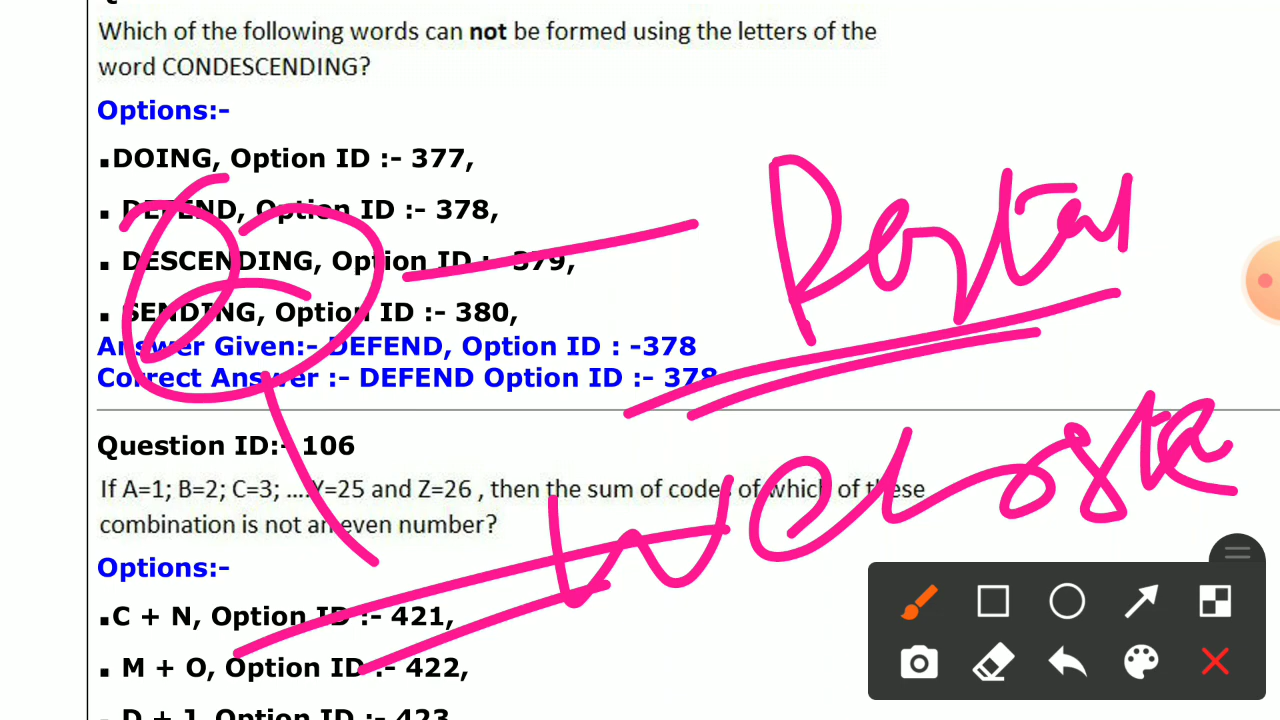 Which of the following words can not be formed using the letters of the
word CONDESCENDING?
Options:-
▪DOING, Option ID :- 377,
▪ DEFEND, Option ID :- 378,
▪ DESCENDING, Option ID :- 379,
▪ SENDING, Option ID :- 380,
Answer Given:- DEFEND, Option ID : -378
Correct Answer :- DEFEND Option ID :- 378
Question ID:- 106
If A=1; B=2; C=3; ....Y=25 and Z=26 , then the sum of codes of which of these
combination is not an even number?
Options:-
▪C + N, Option ID :- 421,
▪ M + O, Option ID :- 422,